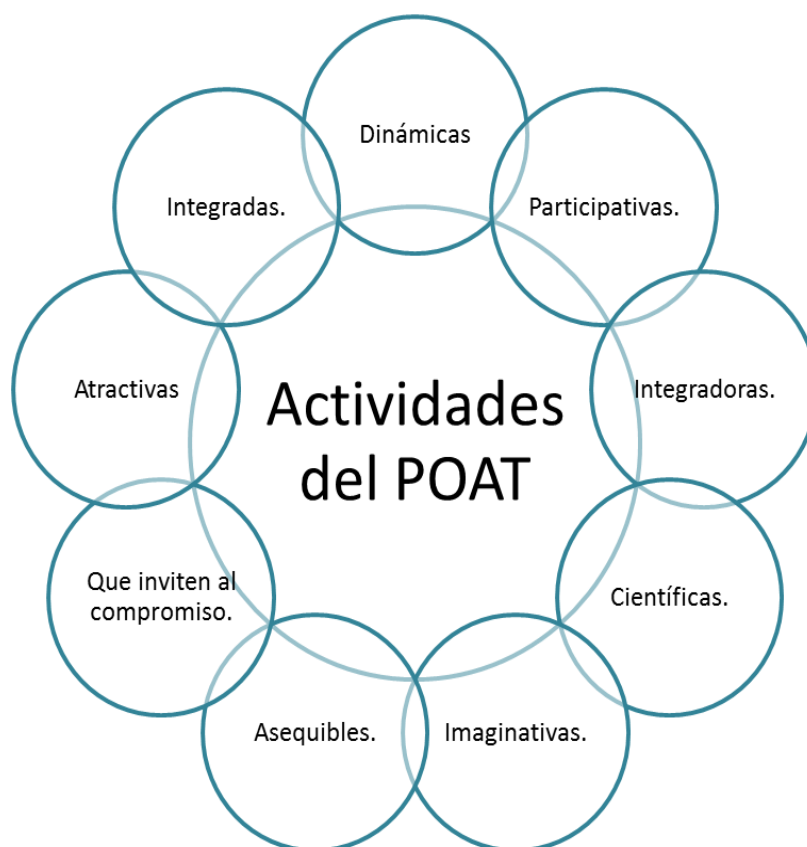 Dinámicas
Participativas.
Integradoras.
Científicas.
Imaginativas.
Asequibles.
Que inviten al
compromiso.
Atractivas
Integradas.
Actividades
del POAT